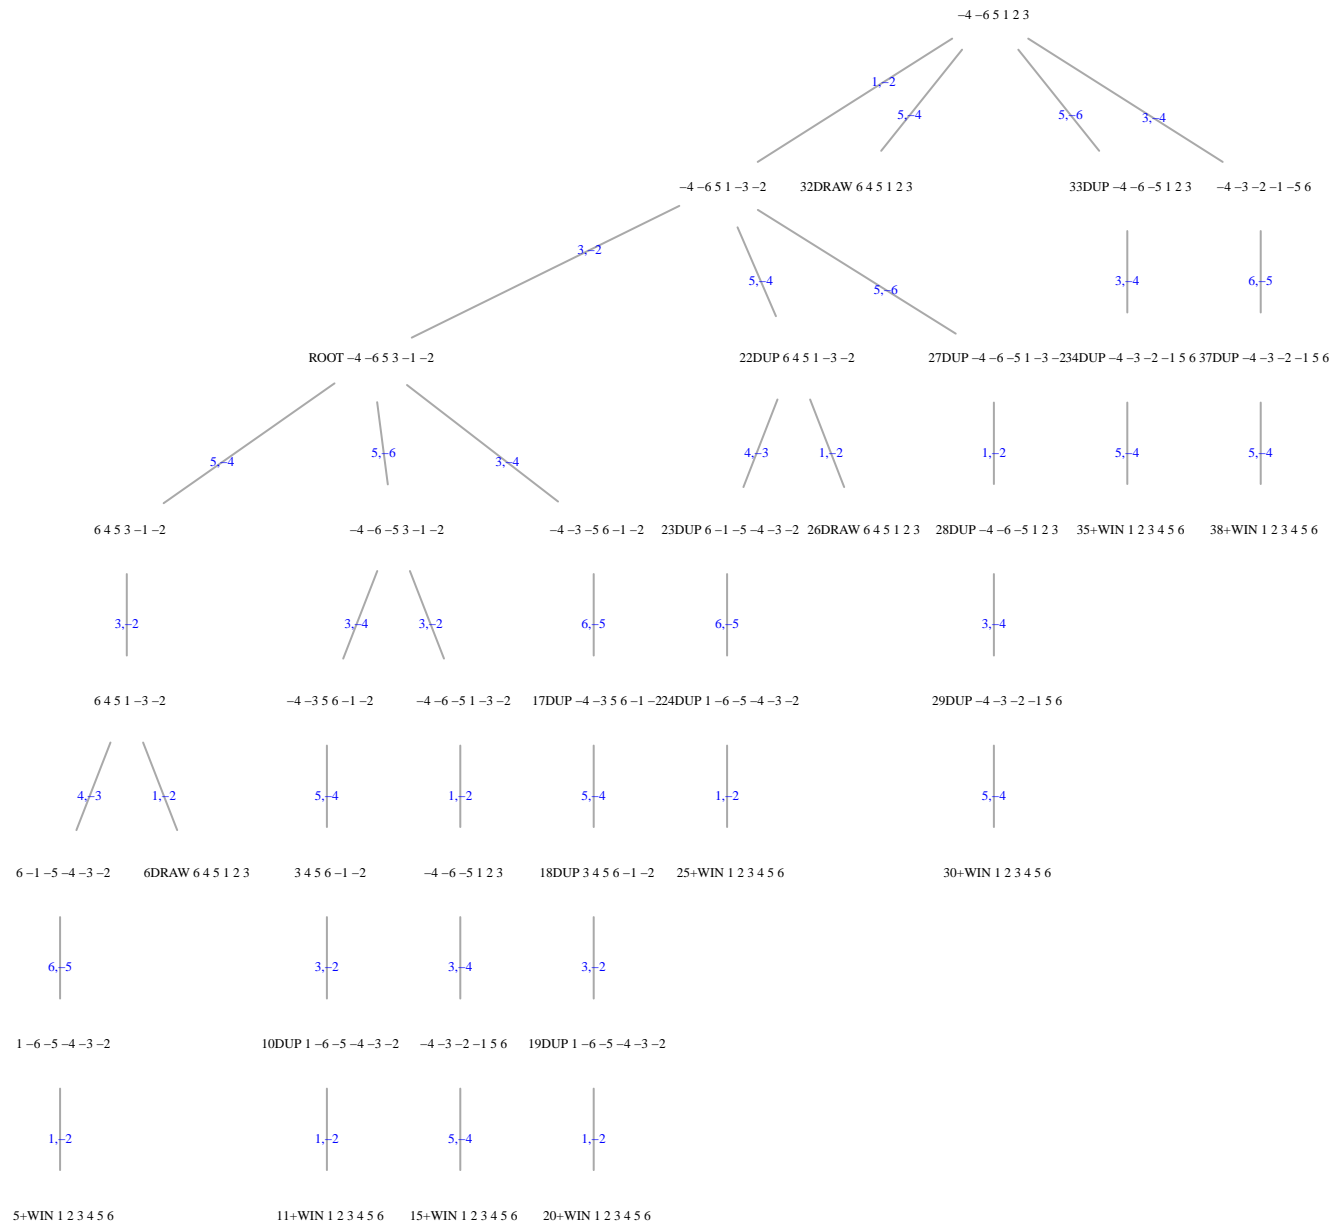 −4 −6 5 1 2 3
1,−2
5,−4
5,−6
3,−4
−4 −6 5 1 −3 −2
32DRAW 6 4 5 1 2 3
33DUP −4 −6 −5 1 2 3
−4 −3 −2 −1 −5 6
3,−2
5,−4
5,−6
3,−4
6,−5
ROOT −4 −6 5 3 −1 −2
22DUP 6 4 5 1 −3 −2
27DUP −4 −6 −5 1 −3 −2
34DUP −4 −3 −2 −1 5 6
37DUP −4 −3 −2 −1 5 6
5,−4
5,−6
3,−4
4,−3
1,−2
1,−2
5,−4
5,−4
6 4 5 3 −1 −2
−4 −6 −5 3 −1 −2
−4 −3 −5 6 −1 −2
23DUP 6 −1 −5 −4 −3 −2
26DRAW 6 4 5 1 2 3
28DUP −4 −6 −5 1 2 3
35+WIN 1 2 3 4 5 6
38+WIN 1 2 3 4 5 6
3,−2
3,−4
3,−2
6,−5
6,−5
3,−4
6 4 5 1 −3 −2
−4 −3 5 6 −1 −2
−4 −6 −5 1 −3 −2
17DUP −4 −3 5 6 −1 −2
24DUP 1 −6 −5 −4 −3 −2
29DUP −4 −3 −2 −1 5 6
4,−3
1,−2
5,−4
1,−2
5,−4
1,−2
5,−4
6 −1 −5 −4 −3 −2
6DRAW 6 4 5 1 2 3
3 4 5 6 −1 −2
−4 −6 −5 1 2 3
18DUP 3 4 5 6 −1 −2
25+WIN 1 2 3 4 5 6
30+WIN 1 2 3 4 5 6
6,−5
3,−2
3,−4
3,−2
1 −6 −5 −4 −3 −2
10DUP 1 −6 −5 −4 −3 −2
−4 −3 −2 −1 5 6
19DUP 1 −6 −5 −4 −3 −2
1,−2
1,−2
5,−4
1,−2
5+WIN 1 2 3 4 5 6
11+WIN 1 2 3 4 5 6
15+WIN 1 2 3 4 5 6
20+WIN 1 2 3 4 5 6